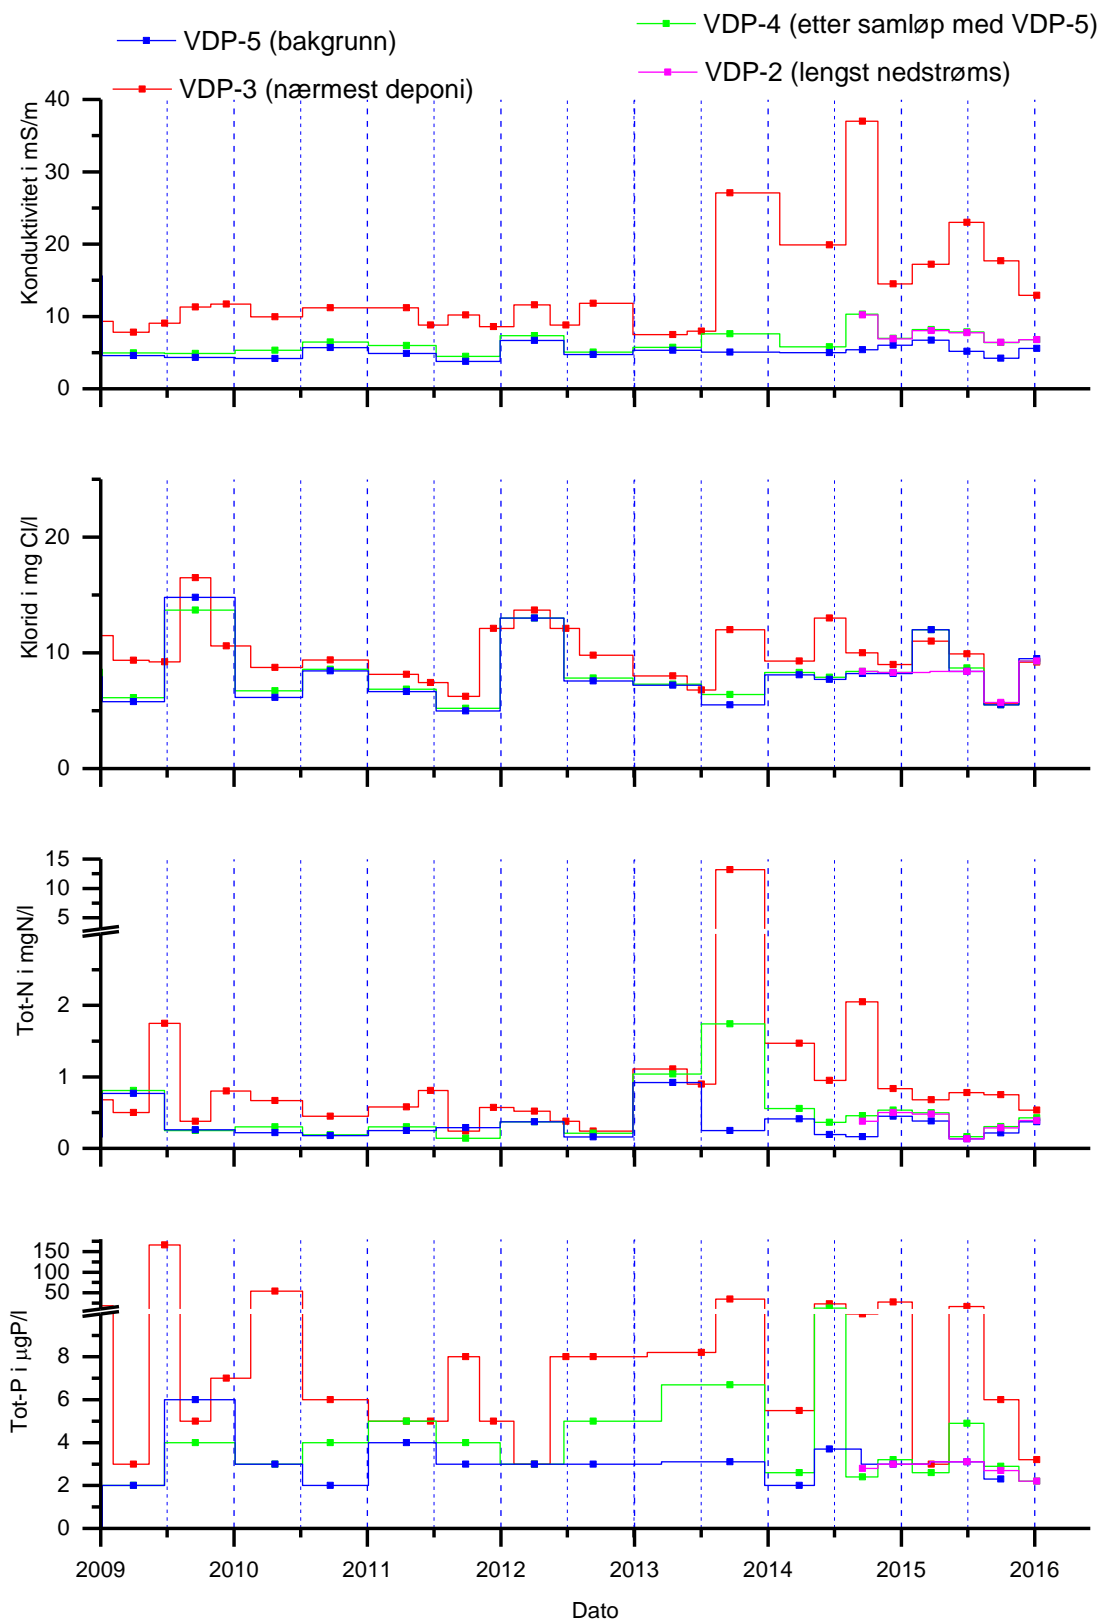 VDP-5 (bakgrunn)
VDP-3 (nærmest deponi)
VDP-4 (etter samløp med VDP-5)
VDP-2 (lengst nedstrøms)
Konduktivitet i mS/m
40
30
20
10
0
Klorid i mg Cl/l
20
10
0
Tot-N i mgN/l
15
10
5
2
1
0
Tot-P i µgP/l
150
100
50
8
6
4
2
0
2009 2010 2011 2012 2013 2014 2015 2016
Dato